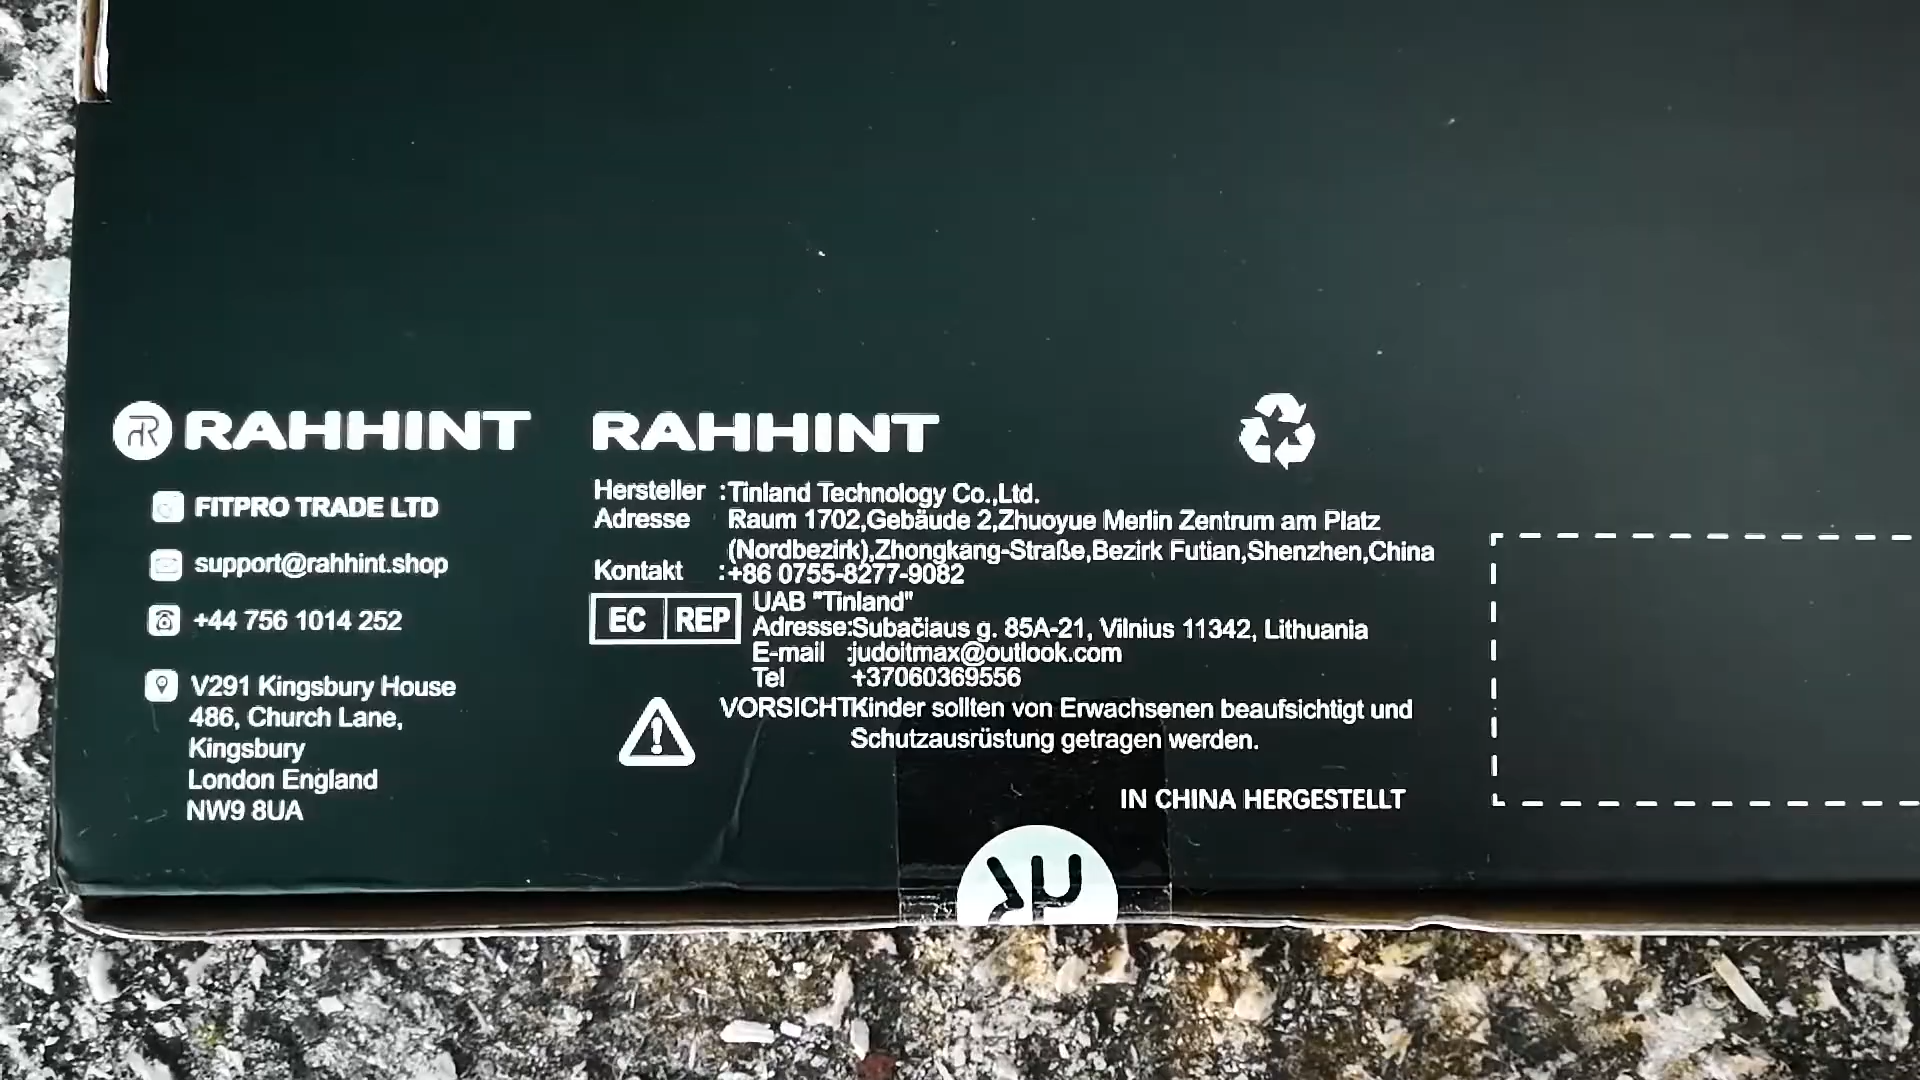 RAHHINT
FITPRO TRADE LTD
support@rahhint.shop
+44 756 1014 252
V291 Kingsbury House
486, Church Lane,
Kingsbury
London England
NW9 8UA
RAHHINT
Hersteller :Tinland Technology Co.,Ltd.
Adresse Raum 1702,Gebäude 2,Zhuoyue Merlin Zentrum am Platz
(Nordbezirk),Zhongkang-Straße,Bezirk Futian,Shenzhen,China
Kontakt :+86 0755-8277-9082
EC REP UAB "Tinland"
Adresse:Subačiaus g. 85A-21, Vilnius 11342, Lithuania
E-mail :judoitmax@outlook.com
Tel +37060369556
VORSICHT Kinder sollten von Erwachsenen beaufsichtigt und
Schutzausrüstung getragen werden.
IN CHINA HERGESTELLT